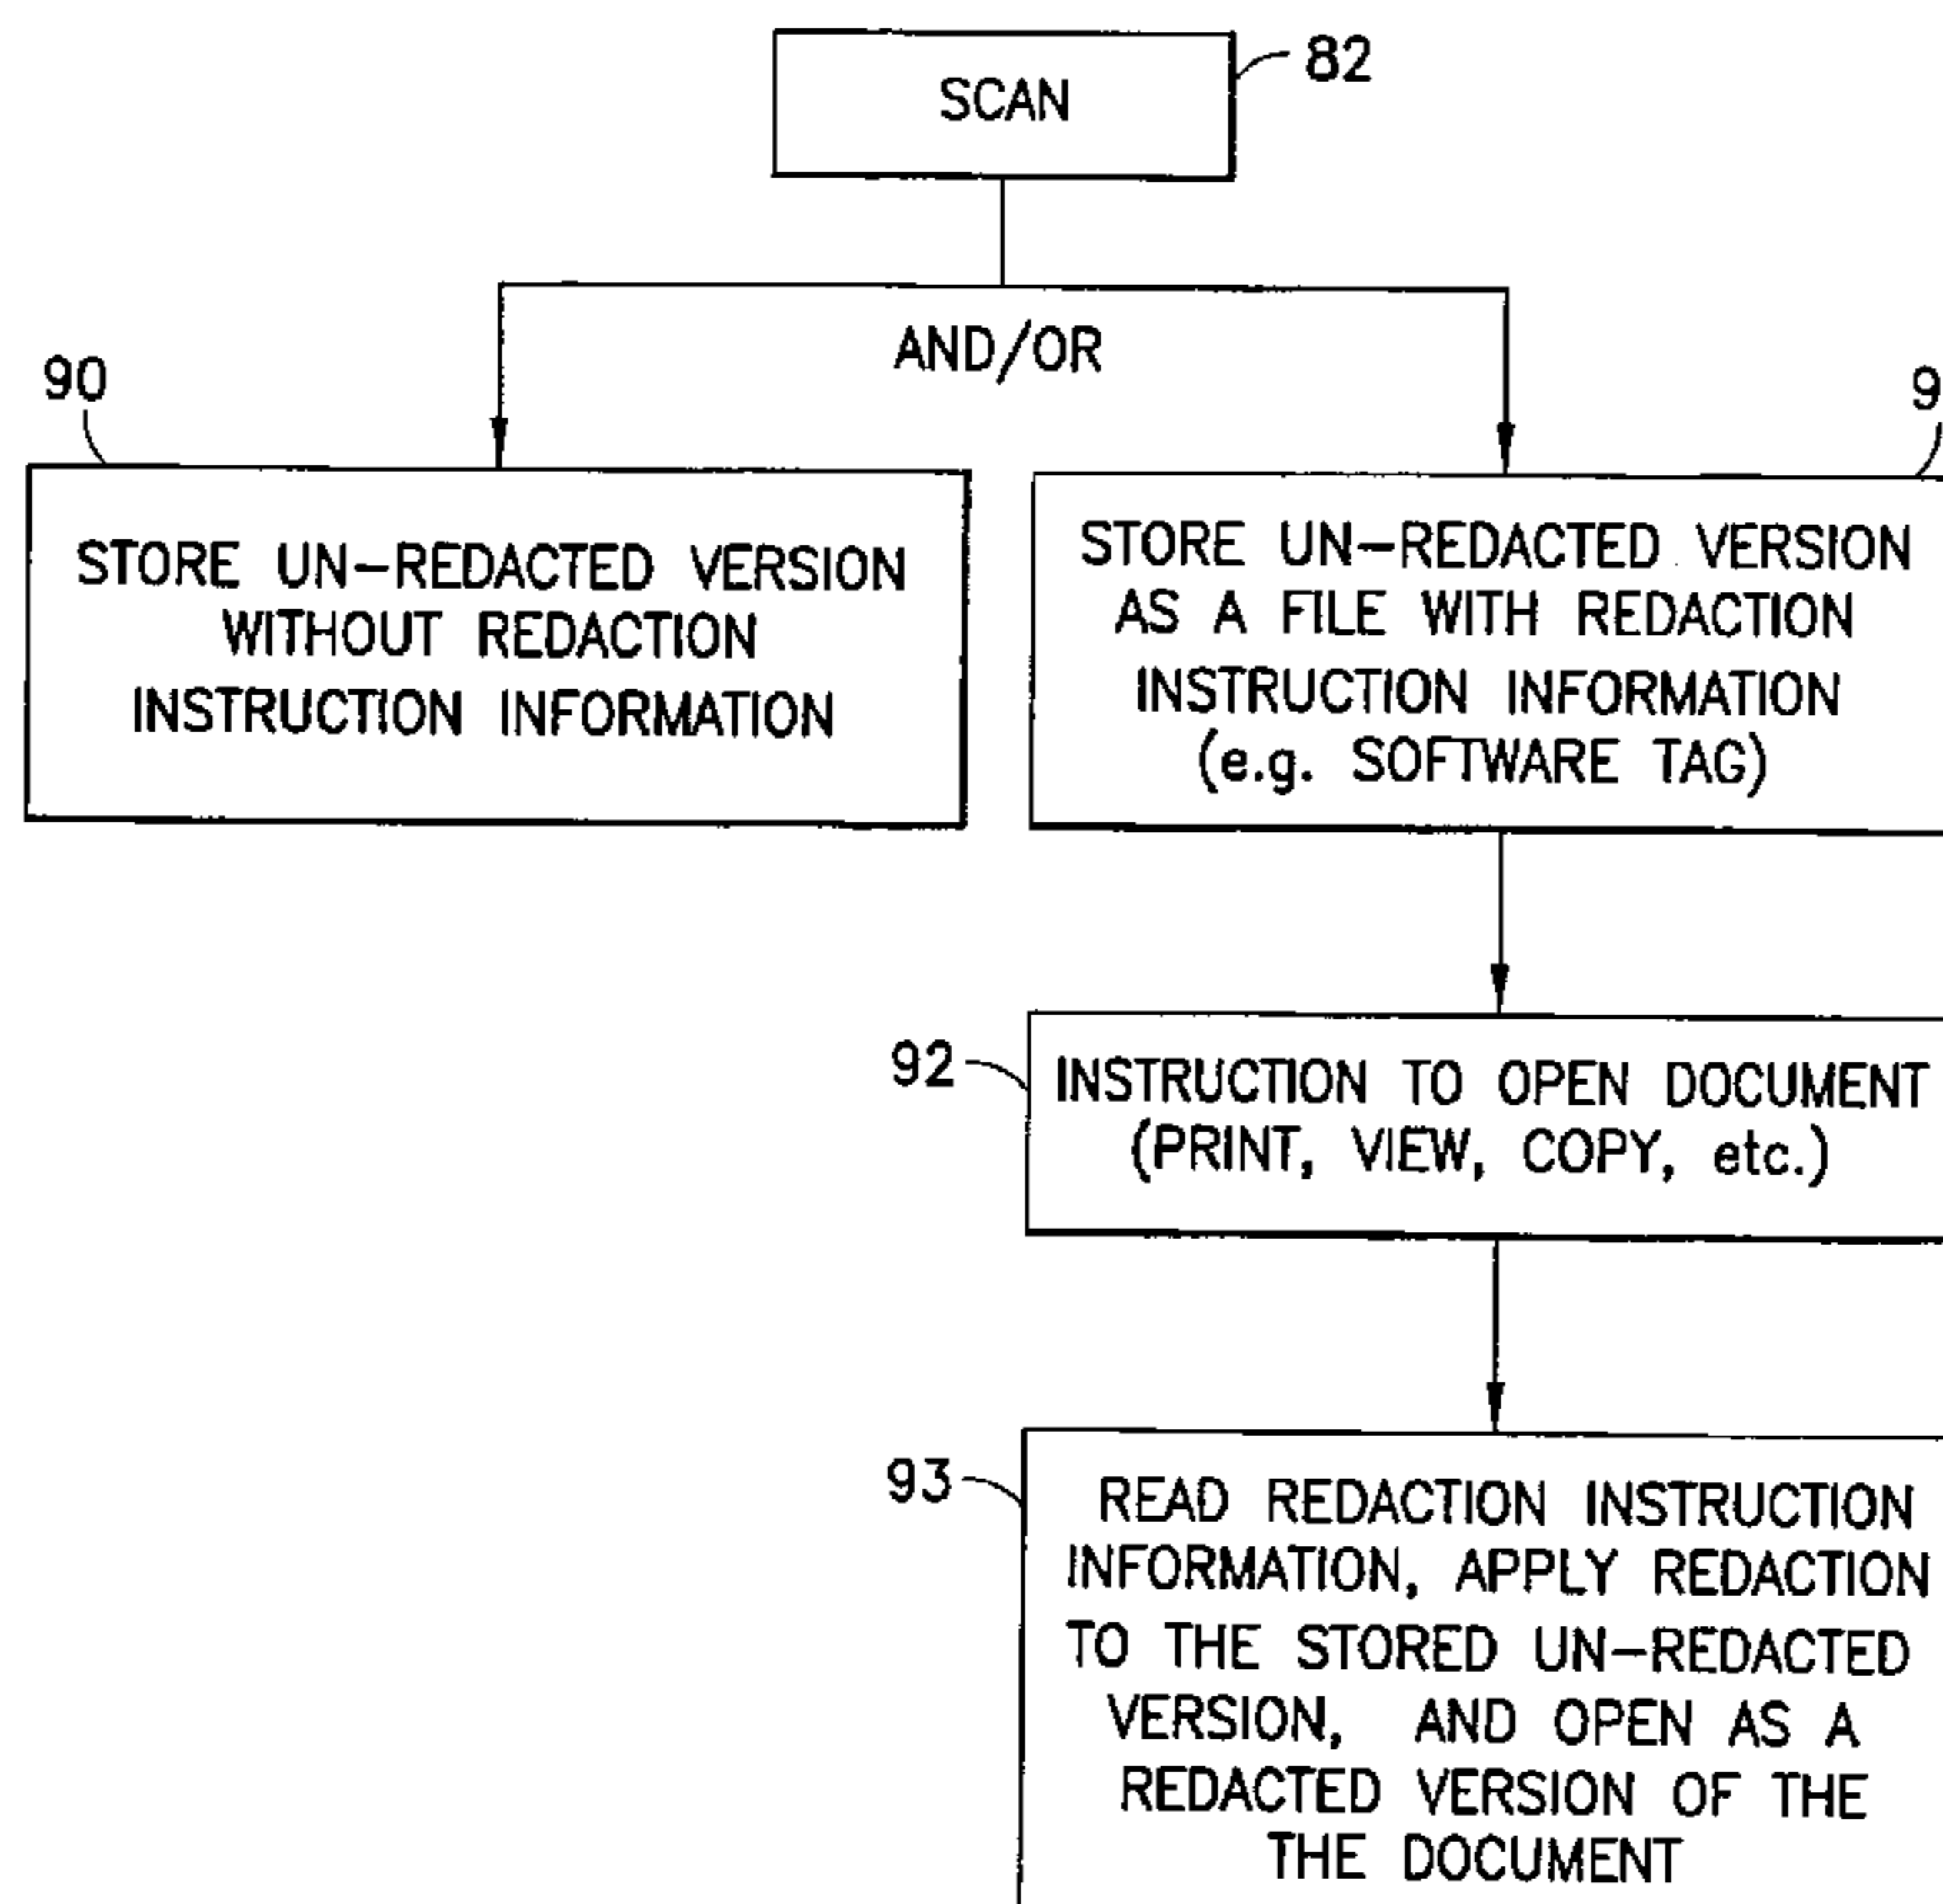 SCAN
82
AND/OR
90
9
STORE UN-REDACTED VERSION
WITHOUT REDACTION
INSTRUCTION INFORMATION
STORE UN-REDACTED VERSION
AS A FILE WITH REDACTION
INSTRUCTION INFORMATION
(e.g. SOFTWARE TAG)
92
INSTRUCTION TO OPEN DOCUMENT
(PRINT, VIEW, COPY, etc.)
93
READ REDACTION INSTRUCTION
INFORMATION, APPLY REDACTION
TO THE STORED UN-REDACTED
VERSION, AND OPEN AS A
REDACTED VERSION OF THE
THE DOCUMENT